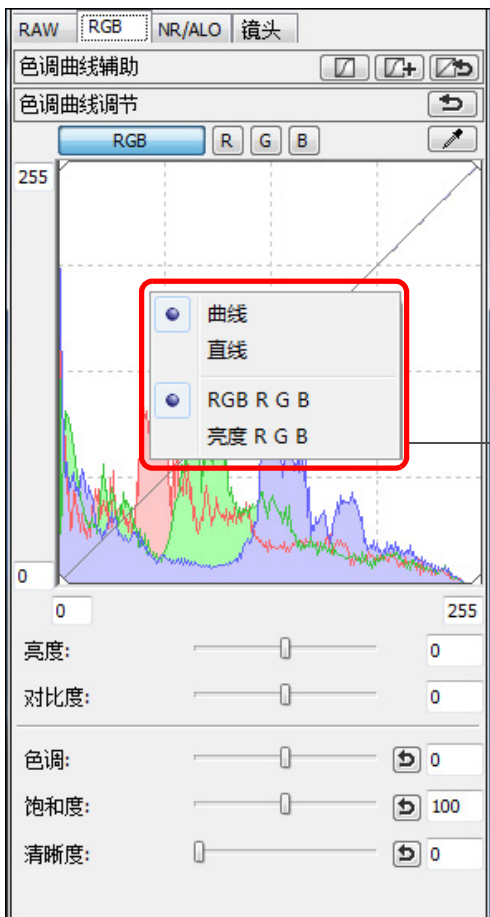 RAW RGB NR/ALO 镜头
色调曲线辅助
色调曲线调节
RGB R G B
255
曲线
直线
RGB R G B
亮度 R G B
0
0 255
亮度: 0
对比度: 0
色调: 0
饱和度: 100
清晰度: 0